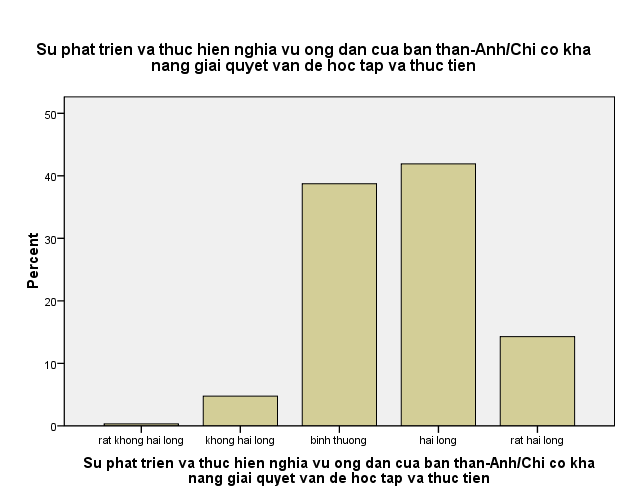 Su phat trien va thuc hien nghia vu ong dan cua ban than-Anh/Chi co kha
nang giai quyet van de hoc tap va thuc tien
50
40
30
20
10
0
Percent
rat khong hai long
khong hai long
binh thuong
hai long
rat hai long
Su phat trien va thuc hien nghia vu ong dan cua ban than-Anh/Chi co kha
nang giai quyet van de hoc tap va thuc tien